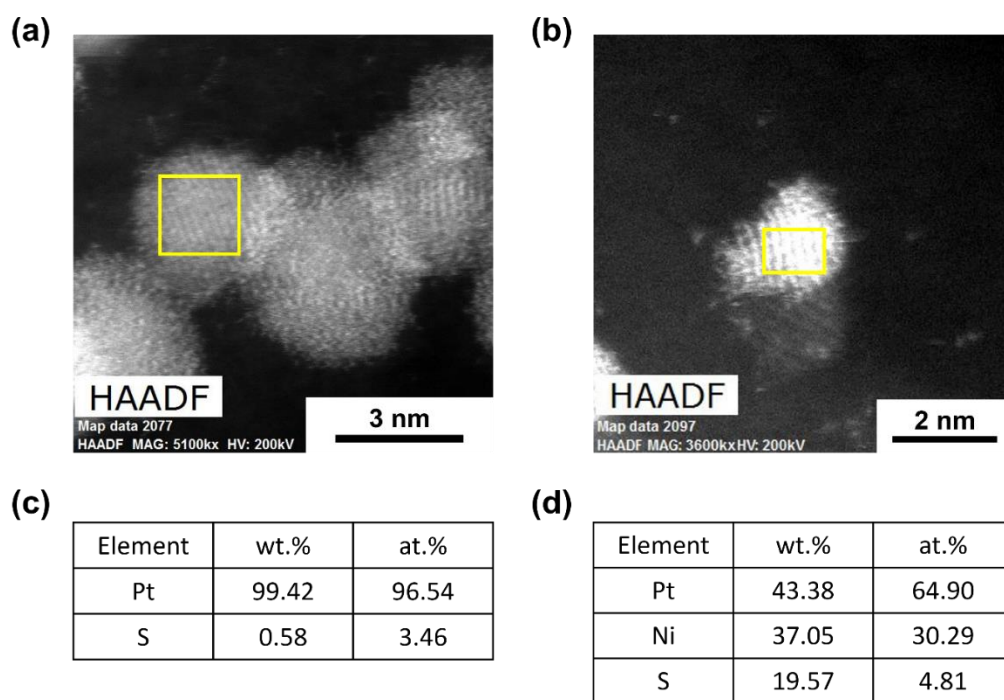 (a)
HAADF
Map data 2077
HAADF MAG: 5100kx HV: 200kV
3 nm
(b)
HAADF
Map data 2097
HAADF MAG: 3600kxHV: 200kV
2 nm
(c)
Element wt.% at.%
Pt 99.42 96.54
S 0.58 3.46
(d)
Element wt.% at.%
Pt 43.38 64.90
Ni 37.05 30.29
S 19.57 4.81